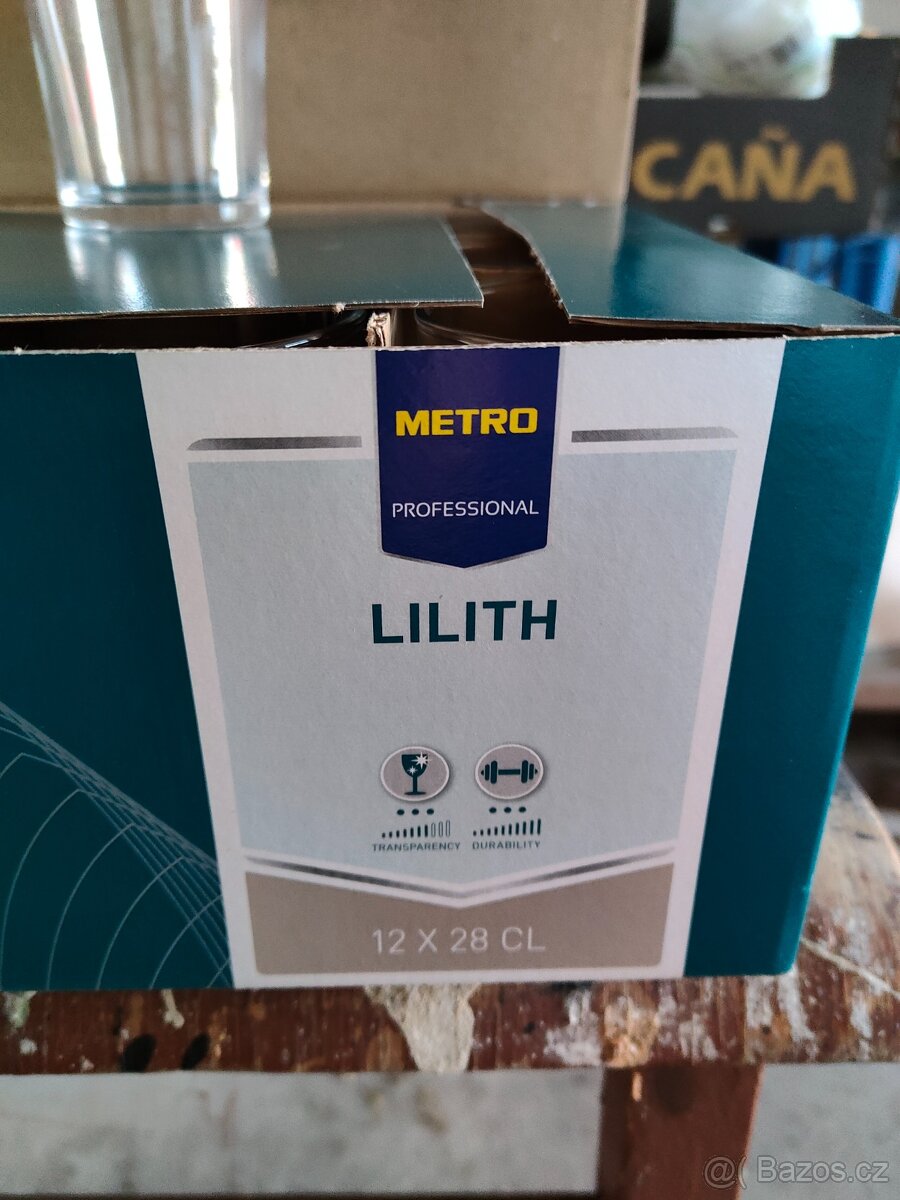 CAÑA
METRO
PROFESSIONAL
LILITH
TRANSPARENCY DURABILITY
12 X 28 CL
@( Bazos.cz